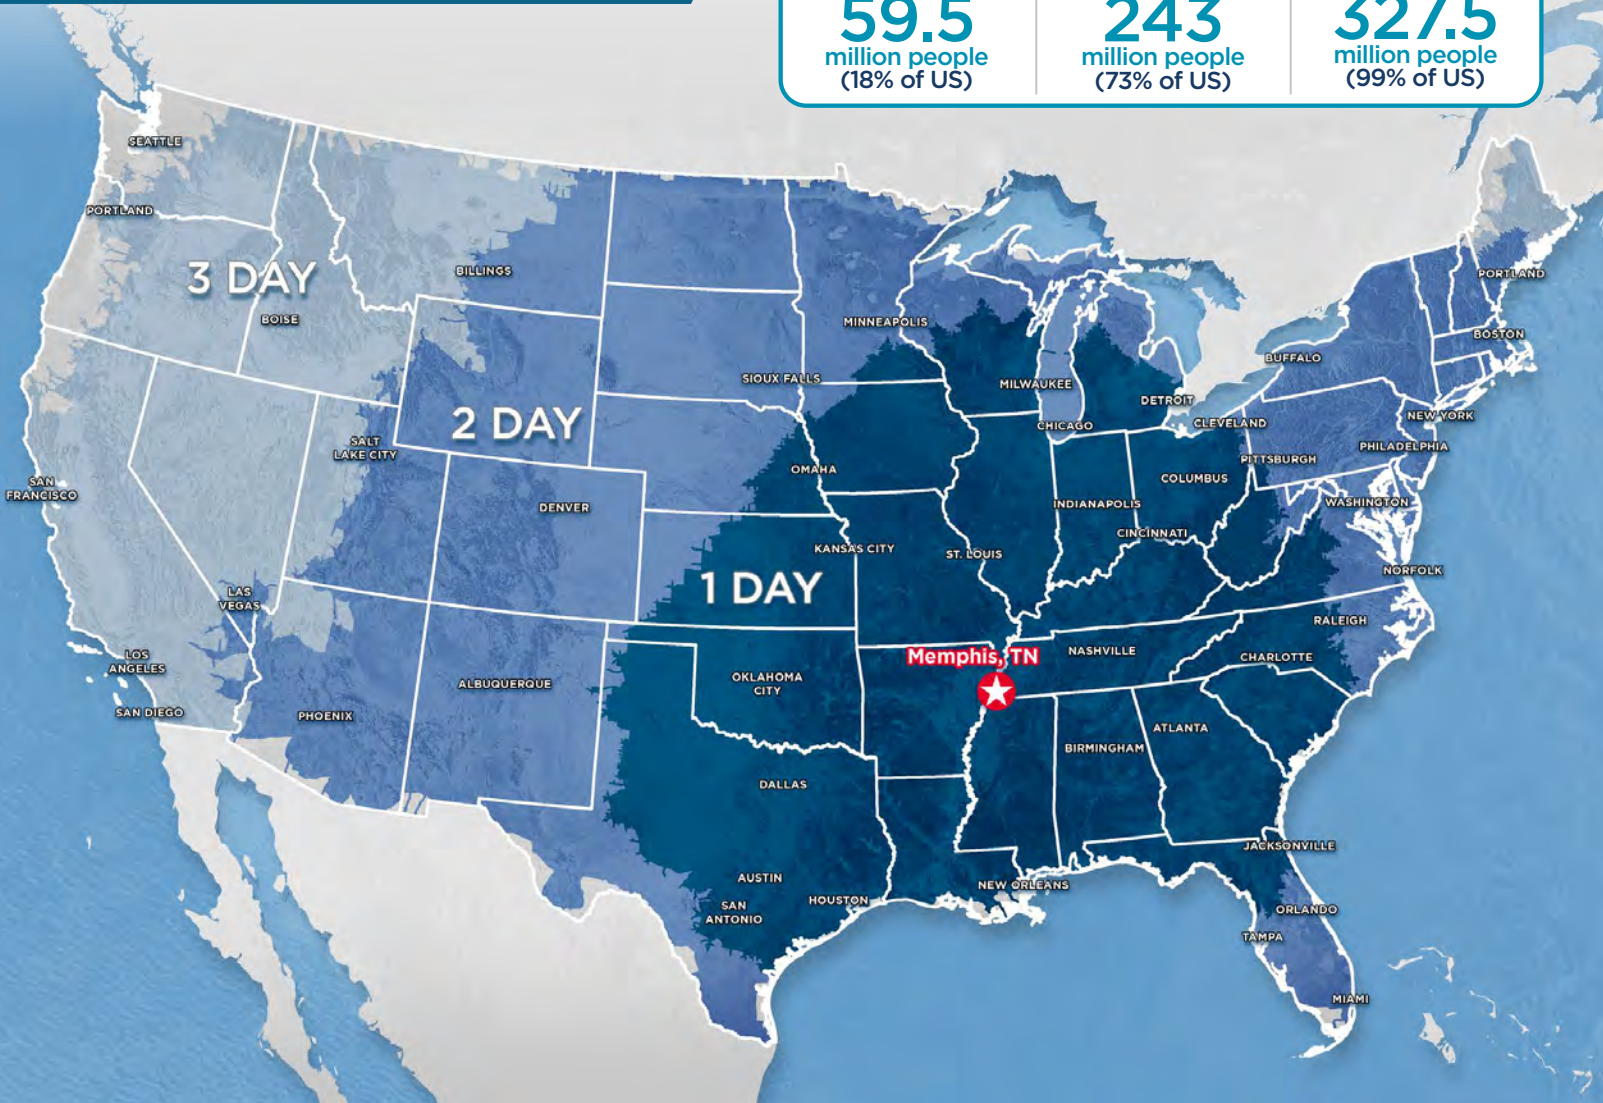 59.5
million people
(18% of US)
243
million people
(73% of US)
327.5
million people
(99% of US)
SEATTLE
PORTLAND
3 DAY
BOISE
BILLINGS
MINNEAPOLIS
PORTLAND
BOSTON
BUFFALO
SIOUX FALLS
MILWAUKEE
DETROIT
NEW YORK
2 DAY
CHICAGO
CLEVELAND
SALT
LAKE CITY
PHILADELPHIA
PITTSBURGH
OMAHA
COLUMBUS
SAN
FRANCISCO
DENVER
INDIANAPOLIS
WASHINGTON
CINCINNATI
KANSAS CITY
ST. LOUIS
NORFOLK
1 DAY
LAS
VEGAS
RALEIGH
LOS
ANGELES
Memphis, TN
NASHVILLE
CHARLOTTE
OKLAHOMA
CITY
ALBUQUERQUE
SAN DIEGO
PHOENIX
ATLANTA
BIRMINGHAM
DALLAS
JACKSONVILLE
AUSTIN
NEW ORLEANS
HOUSTON
SAN
ANTONIO
ORLANDO
TAMPA
MIAMI